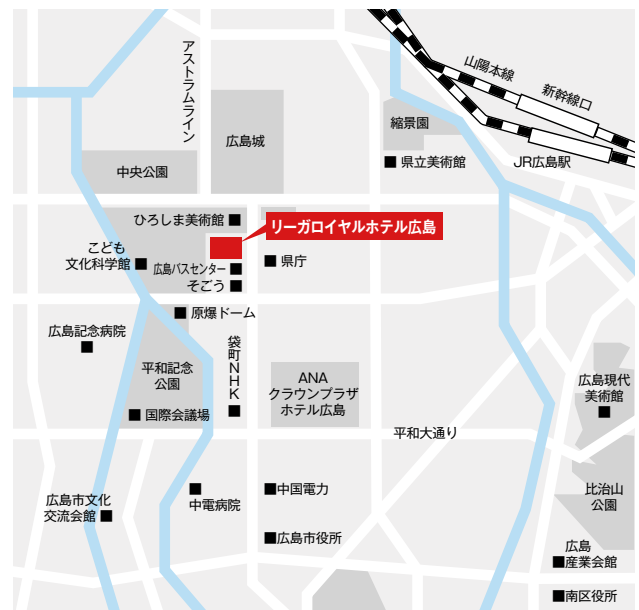 アストラムライン
山陽本線
新幹線口
縮景園
広島城
県立美術館
JR広島駅
中央公園
ひろしま美術館
リーガロイヤルホテル広島
こども
文化科学館
広島バスセンター
県庁
そごう
原爆ドーム
広島記念病院
袋町NHK
平和記念
公園
ANA
クラウンプラザ
ホテル広島
広島現代
美術館
国際会議場
平和大通り
広島市文化
交流会館
中電病院
中国電力
比治山
公園
広島市役所
広島
産業会館
南区役所